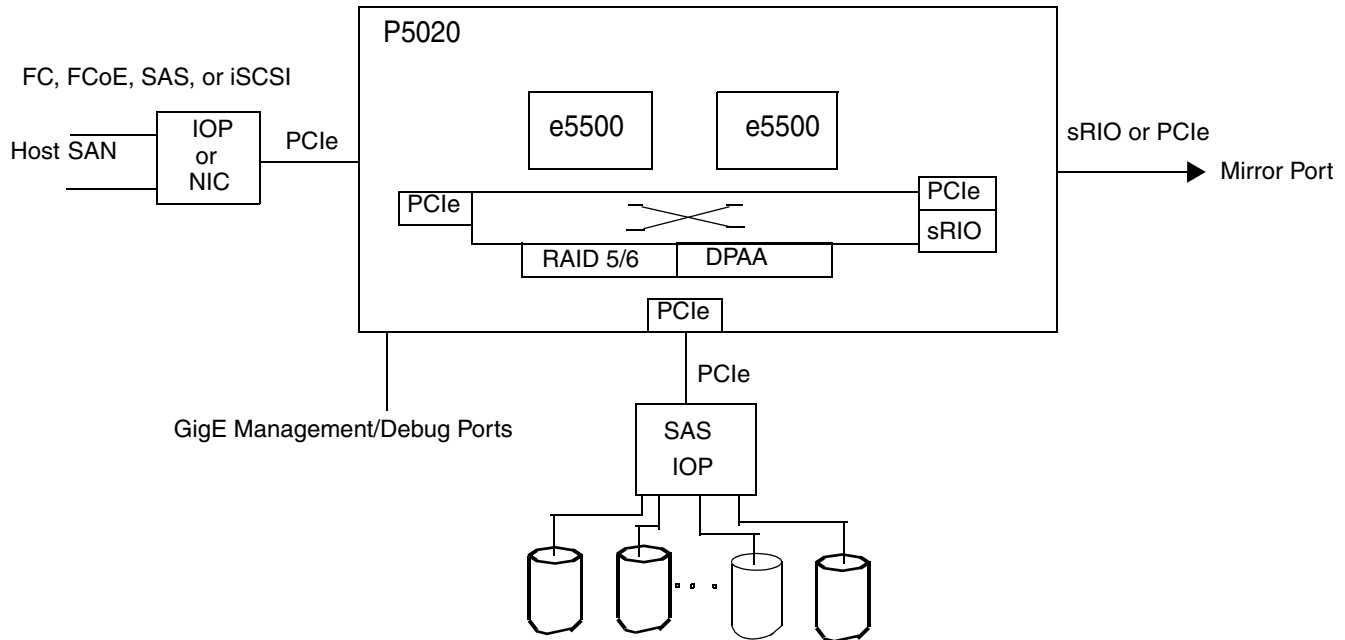 P5020
FC, FCoE, SAS, or iSCSI
IOP
or
NIC
Host SAN
PCIe
e5500
e5500
sRIO or PCIe
Mirror Port
PCIe
PCIe
sRIO
RAID 5/6
DPAA
PCIe
PCIe
GigE Management/Debug Ports
SAS
IOP